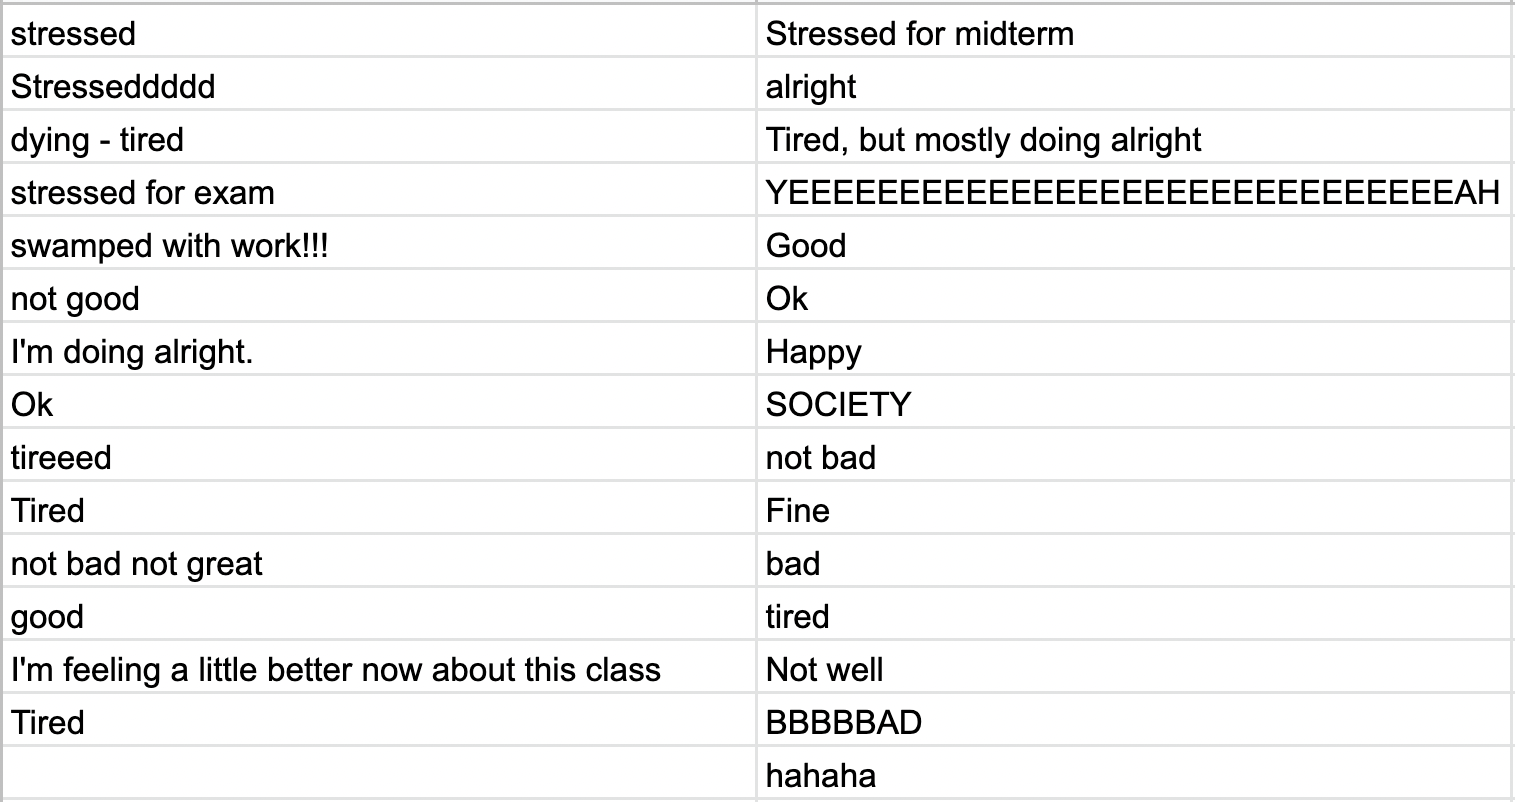 stressed	Stressed for midterm
Stresseddddd	alright
dying - tired	Tired, but mostly doing alright
stressed for exam	YEEEEEEEEEEEEEEEEEEEEEEEEEEEEEEAH
swamped with work!!!	Good
not good	Ok
I'm doing alright.	Happy
Ok	SOCIETY
tireeed	not bad
Tired	Fine
not bad not great	bad
good	tired
I'm feeling a little better now about this class	Not well
Tired	BBBBBAD
hahaha